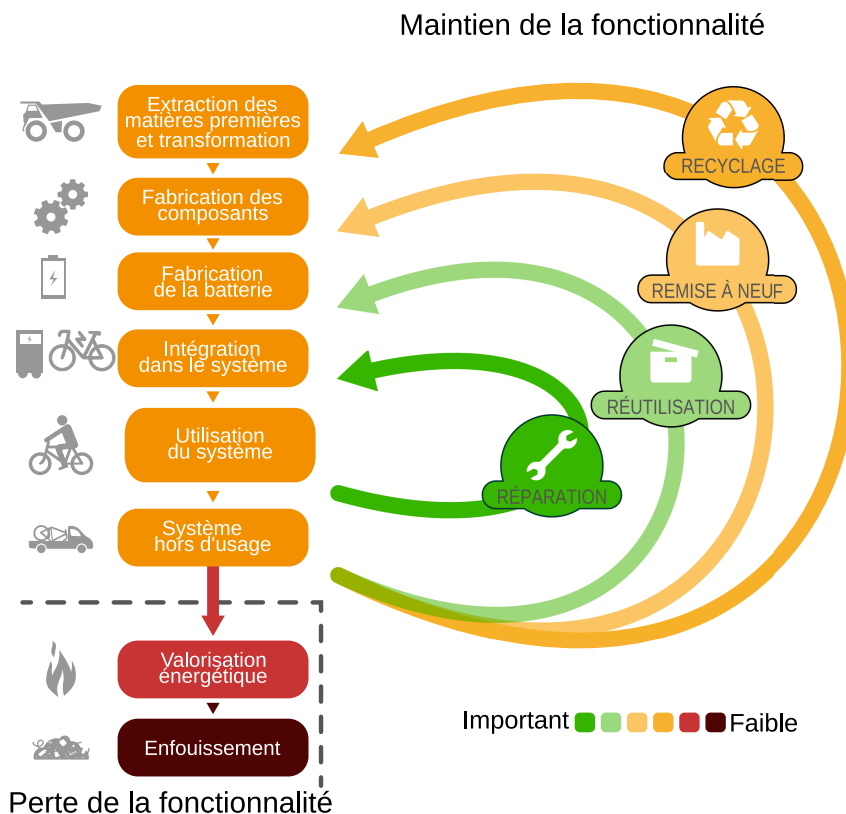 Maintien de la fonctionnalité
Extraction des
matières premières
et transformation
RECYCLAGE
Fabrication des
composants
Fabrication
de la batterie
REMISE À NEUF
Intégration
dans le système
RÉUTILISATION
Utilisation
du système
RÉPARATION
Système
hors d'usage
Valorisation
énergétique
Important
Faible
Enfouissement
Perte de la fonctionnalité